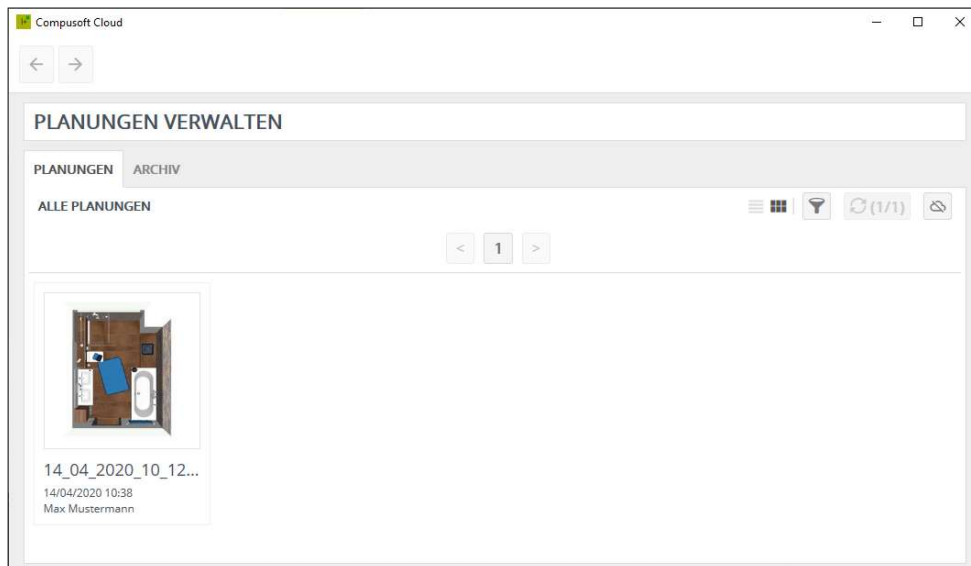 Compusoft Cloud
PLANUNGEN VERWALTEN
PLANUNGEN ARCHIV
ALLE PLANUNGEN
(1/1)
< 1 >
14_04_2020_10_12...
14/04/2020 10:38
Max Mustermann